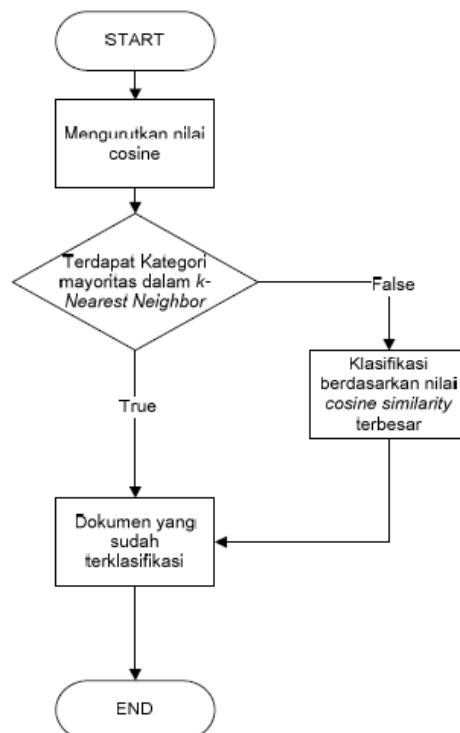 START
Mengurutkan nilai
cosine
Terdapat Kategori
mayoritas dalam k-
Nearest Neighbor
False
Klasifikasi
berdasarkan nilai
cosine similarity
terbesar
True
Dokumen yang
sudah
terklasifikasi
END